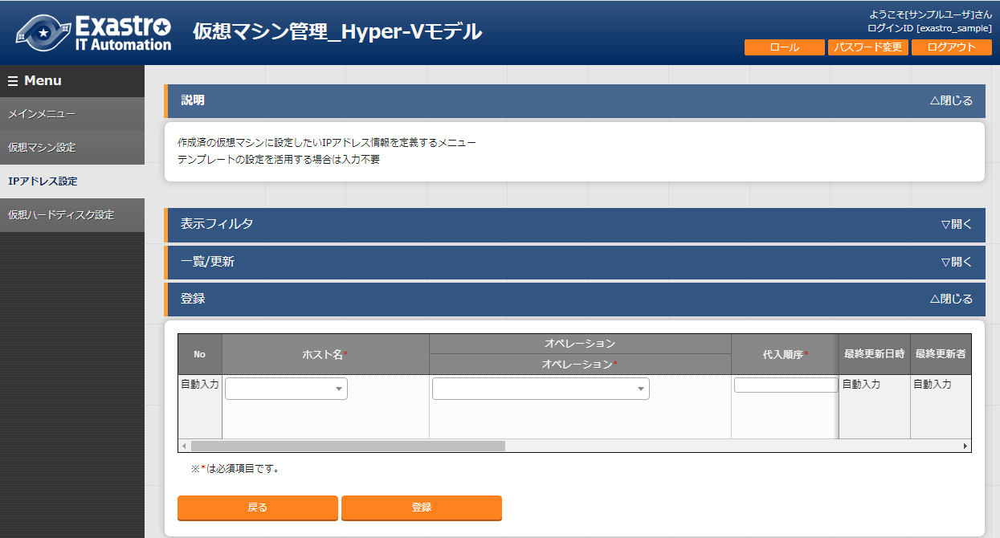 Exastro
IT Automation
仮想マシン管理_Hyper-Vモデル
ようこそ[サンプルユーザ]さん
ログインID [exastro_sample]
ロール
パスワード変更
ログアウト
Menu
メインメニュー
仮想マシン設定
IPアドレス設定
仮想ハードディスク設定
説明
△閉じる
作成済の仮想マシンに設定したいIPアドレス情報を定義するメニュー
テンプレートの設定を活用する場合は入力不要
表示フィルタ
▽開く
一覧/更新
▽開く
登録
△閉じる
No
ホスト名*
オペレーション
オペレーション*
代入順序*
最終更新日時
最終更新者
自動入力
自動入力
自動入力
※*は必須項目です。
戻る
登録